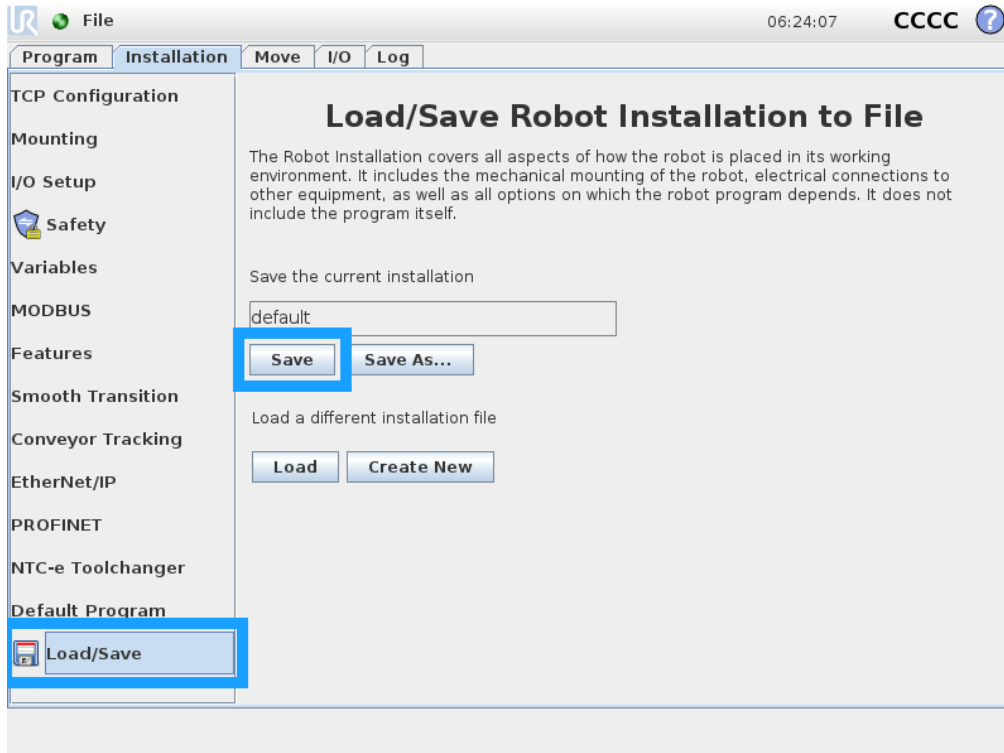 UR File 06:24:07 CCCC ?
Program Installation Move I/O Log
TCP Configuration
Mounting
I/O Setup
Safety
Variables
MODBUS
Features
Smooth Transition
Conveyor Tracking
EtherNet/IP
PROFINET
NTC-e Toolchanger
Default Program
Load/Save
Load/Save Robot Installation to File
The Robot Installation covers all aspects of how the robot is placed in its working
environment. It includes the mechanical mounting of the robot, electrical connections to
other equipment, as well as all options on which the robot program depends. It does not
include the program itself.
Save the current installation
default
Save Save As...
Load a different installation file
Load Create New